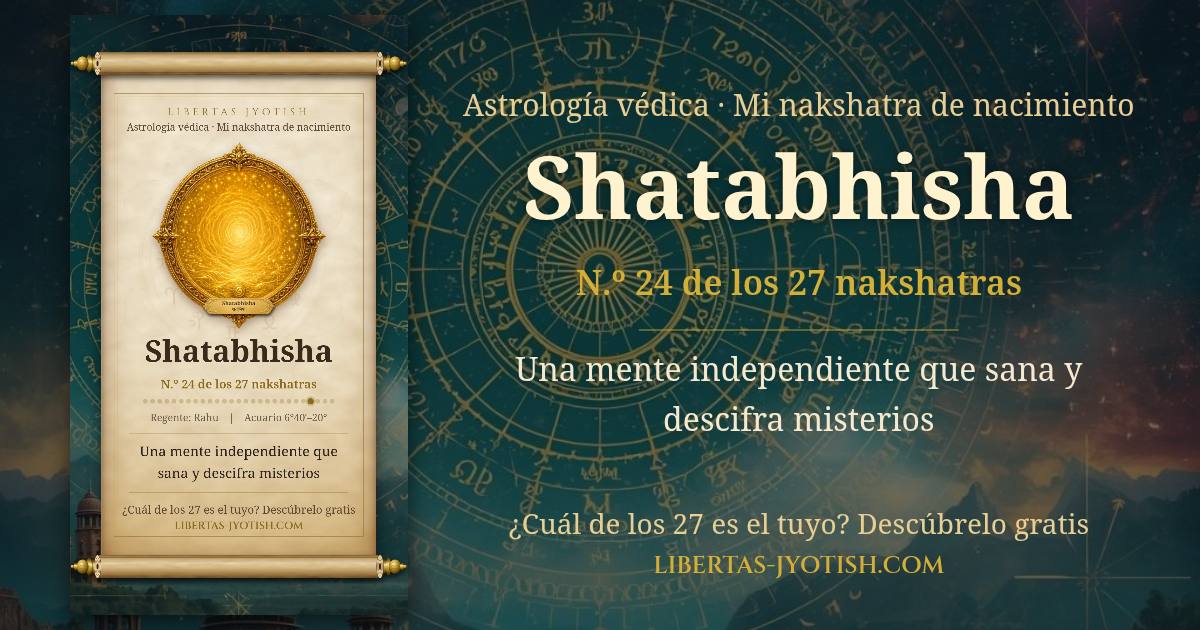 LIBERTAS JYOTISH
Astrología védica · Mi nakshatra de nacimiento
Shatabhisha
Shatabhisha
N.º 24 de los 27 nakshatras
Regente: Rahu | Acuario 6°40'–20°
Una mente independiente que
sana y descifra misterios
¿Cuál de los 27 es el tuyo? Descúbrelo gratis
LIBERTAS-JYOTISH.COM
Astrología védica · Mi nakshatra de nacimiento
Shatabhisha
N.º 24 de los 27 nakshatras
Una mente independiente que sana y
descifra misterios
¿Cuál de los 27 es el tuyo? Descúbrelo gratis
LIBERTAS-JYOTISH.COM